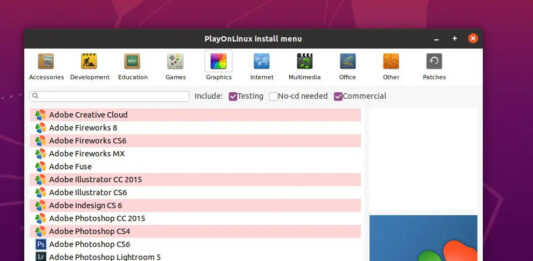 PlayOnLinux install menu
Accessories Development Education Games Graphics Internet Multimedia Office Other Patches
Include: Testing No-cd needed Commercial
Adobe Creative Cloud
Adobe Fireworks 8
Adobe Fireworks CS6
Adobe Fireworks MX
Adobe Fuse
Adobe Illustrator CC 2015
Adobe Illustrator CS6
Adobe Indesign CS 6
Adobe Photoshop CC 2015
Adobe Photoshop CS4
Ps Adobe Photoshop CS6
Lr Adobe Photoshop Lightroom 5